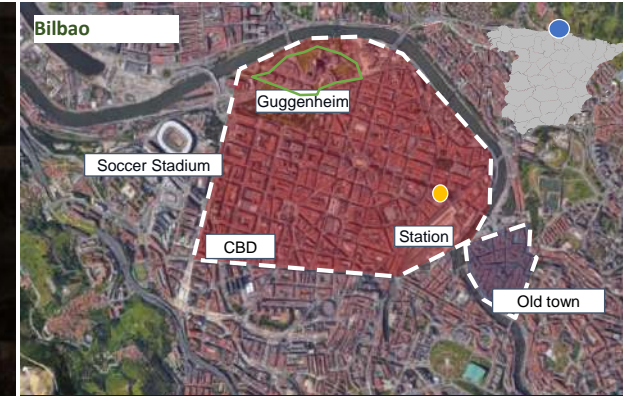 Bilbao
Guggenheim
Soccer Stadium
Station
CBD
Old town